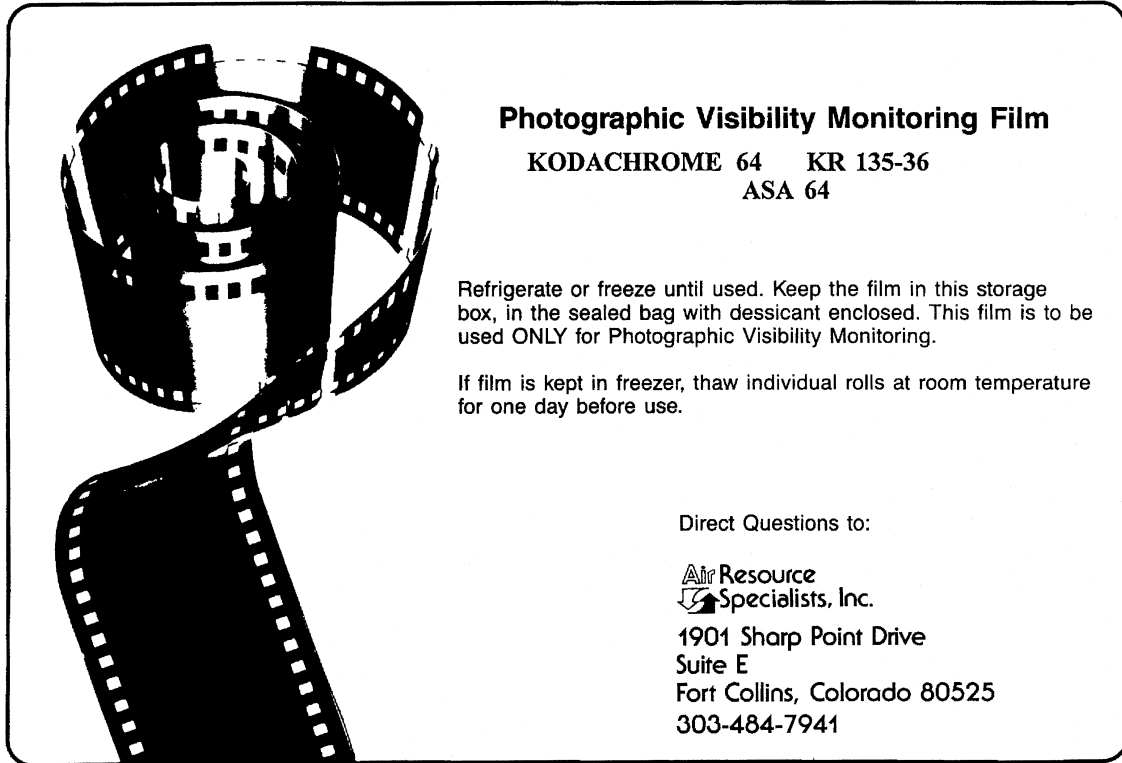 Photographic Visibility Monitoring Film
KODACHROME 64 KR 135-36
ASA 64
Refrigerate or freeze until used. Keep the film in this storage
box, in the sealed bag with dessicant enclosed. This film is to be
used ONLY for Photographic Visibility Monitoring.
If film is kept in freezer, thaw individual rolls at room temperature
for one day before use.
Direct Questions to:
Air Resource
Specialists, Inc.
1901 Sharp Point Drive
Suite E
Fort Collins, Colorado 80525
303-484-7941